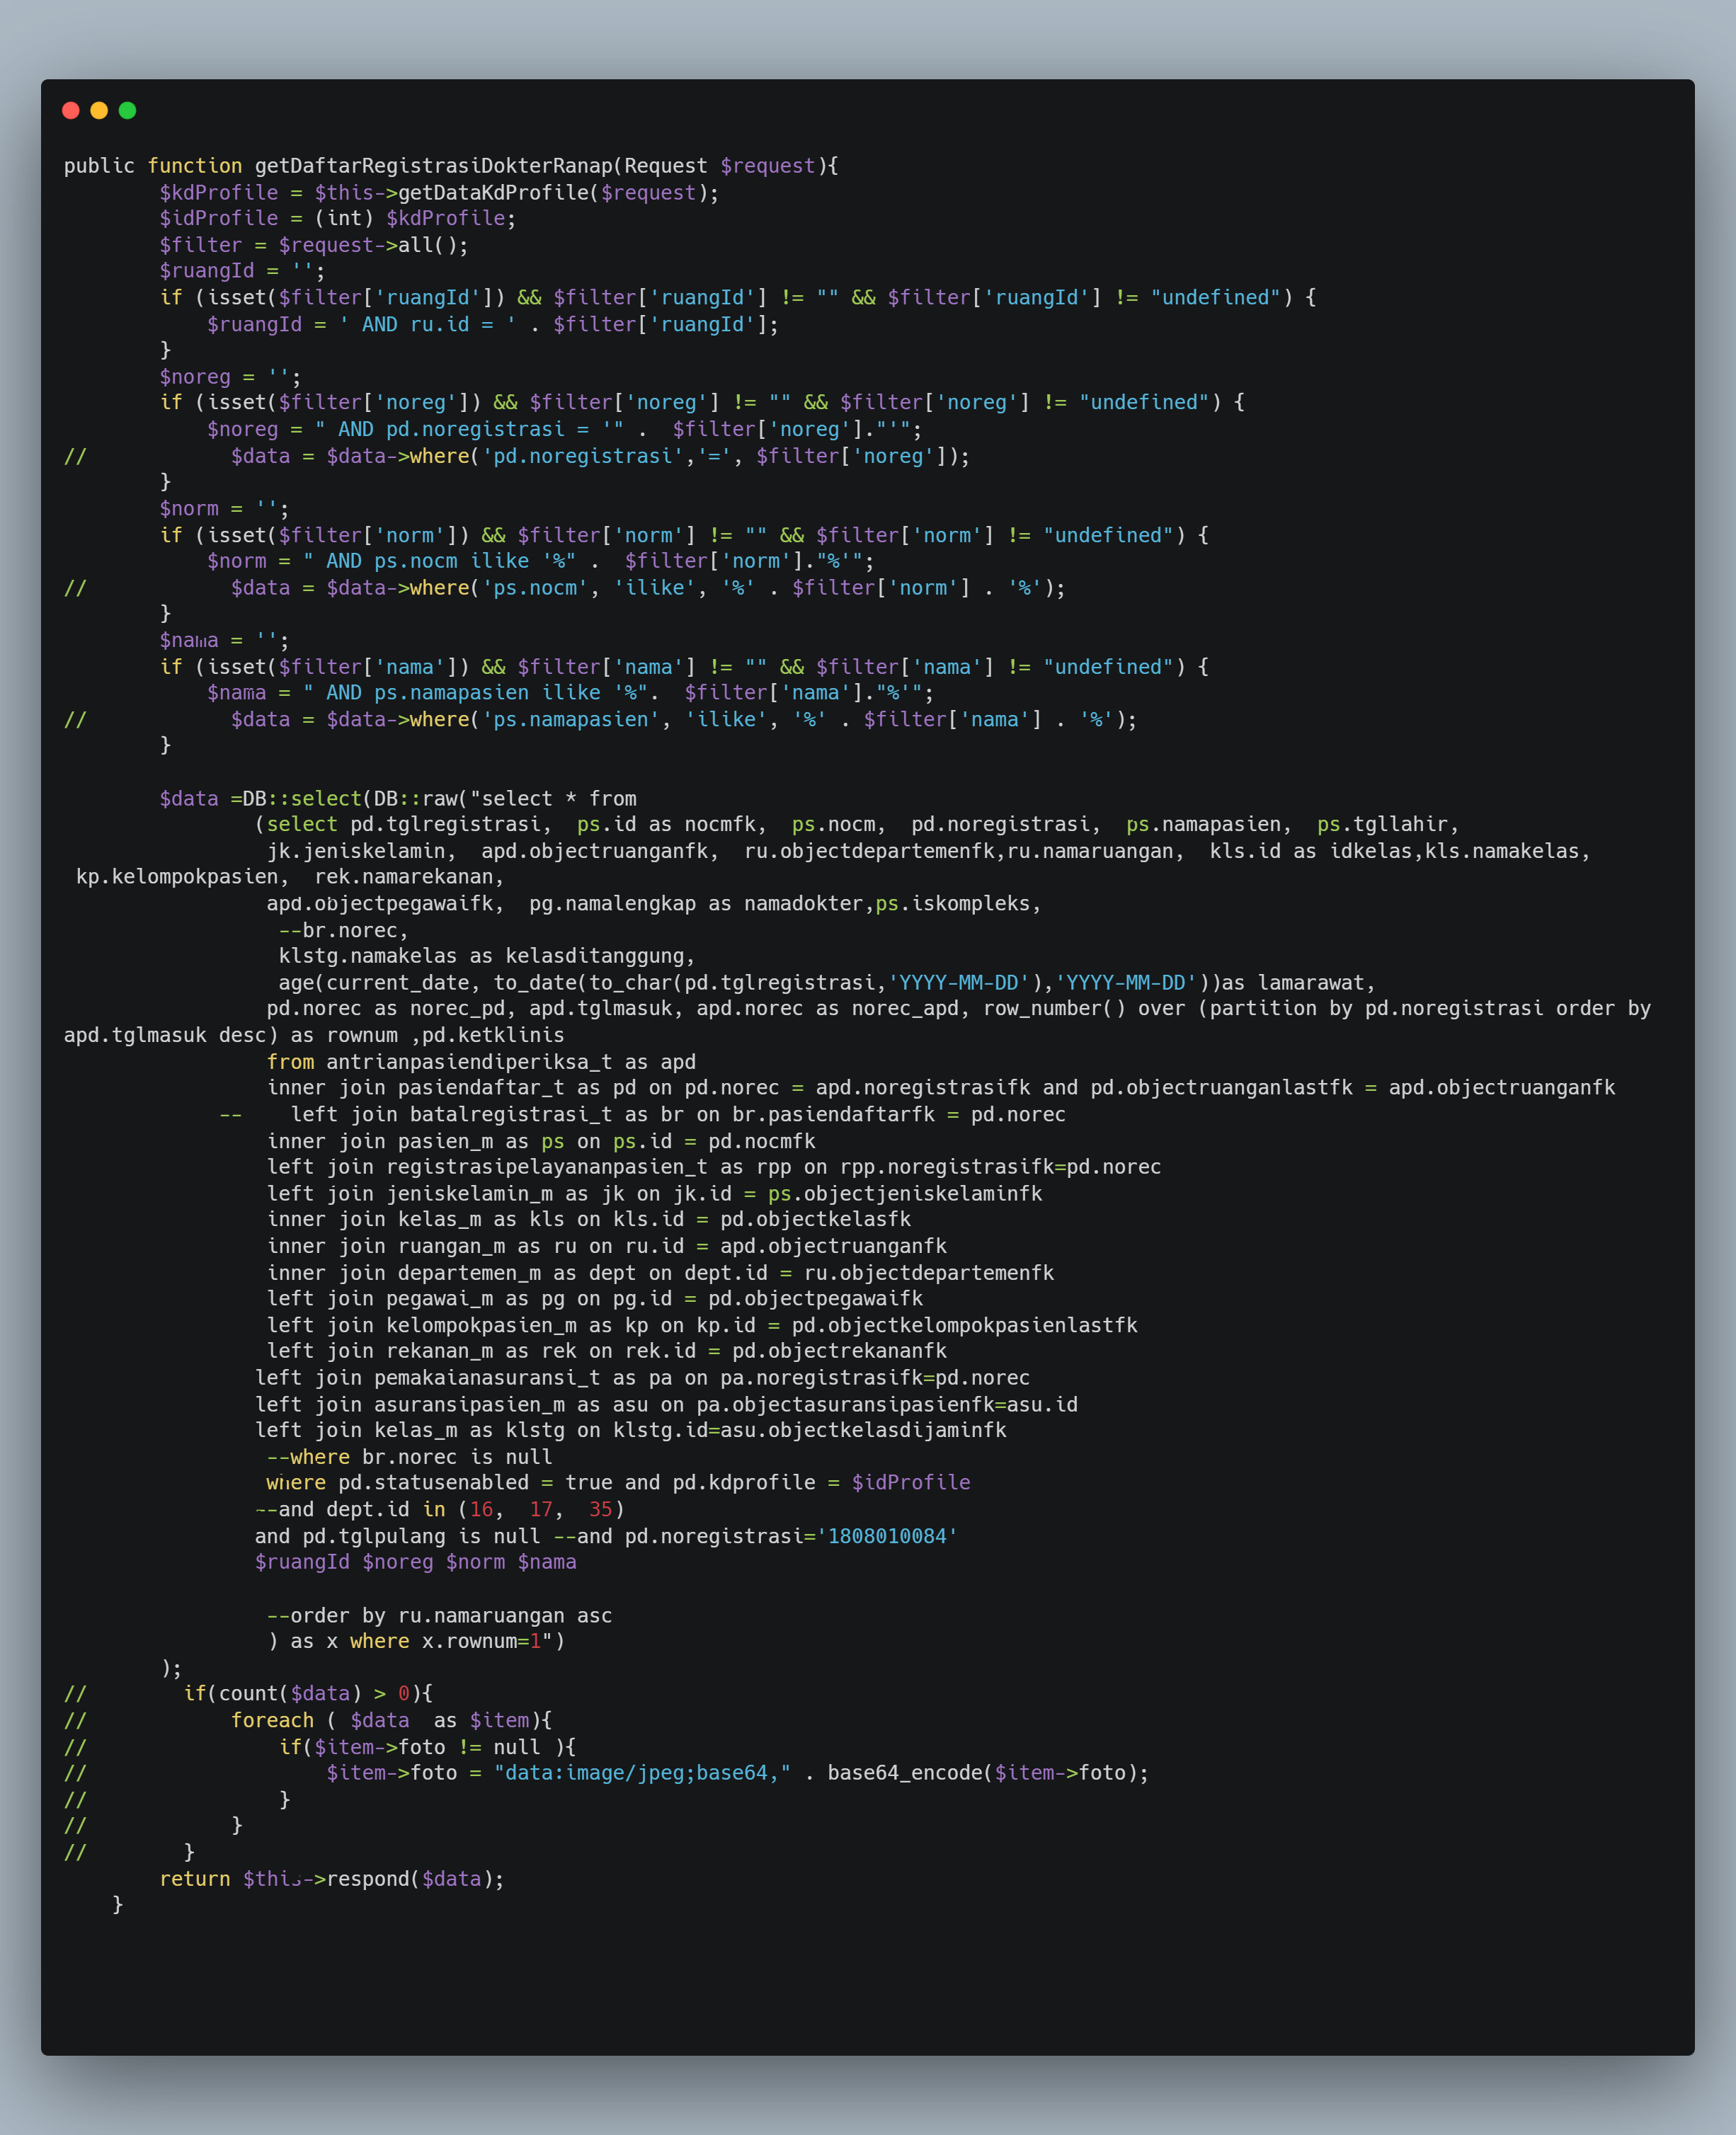 public function getDaftarRegistrasiDokterRanap(Request $request){
        $kdProfile = $this->getDataKdProfile($request);
        $idProfile = (int) $kdProfile;
        $filter = $request->all();
        $ruangId = '';
        if (isset($filter['ruangId']) && $filter['ruangId'] != "" && $filter['ruangId'] != "undefined") {
            $ruangId = ' AND ru.id = ' . $filter['ruangId'];
        }
        $noreg = '';
        if (isset($filter['noreg']) && $filter['noreg'] != "" && $filter['noreg'] != "undefined") {
            $noreg = " AND pd.noregistrasi = '" .  $filter['noreg']."'";
//            $data = $data->where('pd.noregistrasi','=', $filter['noreg']);
        }
        $norm = '';
        if (isset($filter['norm']) && $filter['norm'] != "" && $filter['norm'] != "undefined") {
            $norm = " AND ps.nocm ilike '%" .  $filter['norm']."%'";
//            $data = $data->where('ps.nocm', 'ilike', '%' . $filter['norm'] . '%');
        }
        $nama = '';
        if (isset($filter['nama']) && $filter['nama'] != "" && $filter['nama'] != "undefined") {
            $nama = " AND ps.namapasien ilike '%".  $filter['nama']."%'";
//            $data = $data->where('ps.namapasien', 'ilike', '%' . $filter['nama'] . '%');
        }

        $data =DB::select(DB::raw("select * from
                (select pd.tglregistrasi,  ps.id as nocmfk,  ps.nocm,  pd.noregistrasi,  ps.namapasien,  ps.tgllahir,
                 jk.jeniskelamin,  apd.objectruanganfk,  ru.objectdepartemenfk,ru.namaruangan,  kls.id as idkelas,kls.namakelas,
 kp.kelompokpasien,  rek.namarekanan,
                 apd.objectpegawaifk,  pg.namalengkap as namadokter,ps.iskompleks,
                  --br.norec,
                  klstg.namakelas as kelasditanggung,
                  age(current_date, to_date(to_char(pd.tglregistrasi,'YYYY-MM-DD'),'YYYY-MM-DD'))as lamarawat,
                 pd.norec as norec_pd, apd.tglmasuk, apd.norec as norec_apd, row_number() over (partition by pd.noregistrasi order by
apd.tglmasuk desc) as rownum ,pd.ketklinis
                 from antrianpasiendiperiksa_t as apd
                 inner join pasiendaftar_t as pd on pd.norec = apd.noregistrasifk and pd.objectruanganlastfk = apd.objectruanganfk
             --    left join batalregistrasi_t as br on br.pasiendaftarfk = pd.norec
                 inner join pasien_m as ps on ps.id = pd.nocmfk
                 left join registrasipelayananpasien_t as rpp on rpp.noregistrasifk=pd.norec
                 left join jeniskelamin_m as jk on jk.id = ps.objectjeniskelaminfk
                 inner join kelas_m as kls on kls.id = pd.objectkelasfk
                 inner join ruangan_m as ru on ru.id = apd.objectruanganfk
                 inner join departemen_m as dept on dept.id = ru.objectdepartemenfk
                 left join pegawai_m as pg on pg.id = pd.objectpegawaifk
                 left join kelompokpasien_m as kp on kp.id = pd.objectkelompokpasienlastfk
                 left join rekanan_m as rek on rek.id = pd.objectrekananfk
                left join pemakaianasuransi_t as pa on pa.noregistrasifk=pd.norec
                left join asuransipasien_m as asu on pa.objectasuransipasienfk=asu.id
                left join kelas_m as klstg on klstg.id=asu.objectkelasdijaminfk
                 --where br.norec is null
                 where pd.statusenabled = true and pd.kdprofile = $idProfile
                --and dept.id in (16,  17,  35)
                and pd.tglpulang is null --and pd.noregistrasi='1808010084'
                $ruangId $noreg $norm $nama

                 --order by ru.namaruangan asc
                 ) as x where x.rownum=1")
        );
//        if(count($data) > 0){
//            foreach ( $data  as $item){
//                if($item->foto != null ){
//                    $item->foto = "data:image/jpeg;base64," . base64_encode($item->foto);
//                }
//            }
//        }
        return $this->respond($data);
    }